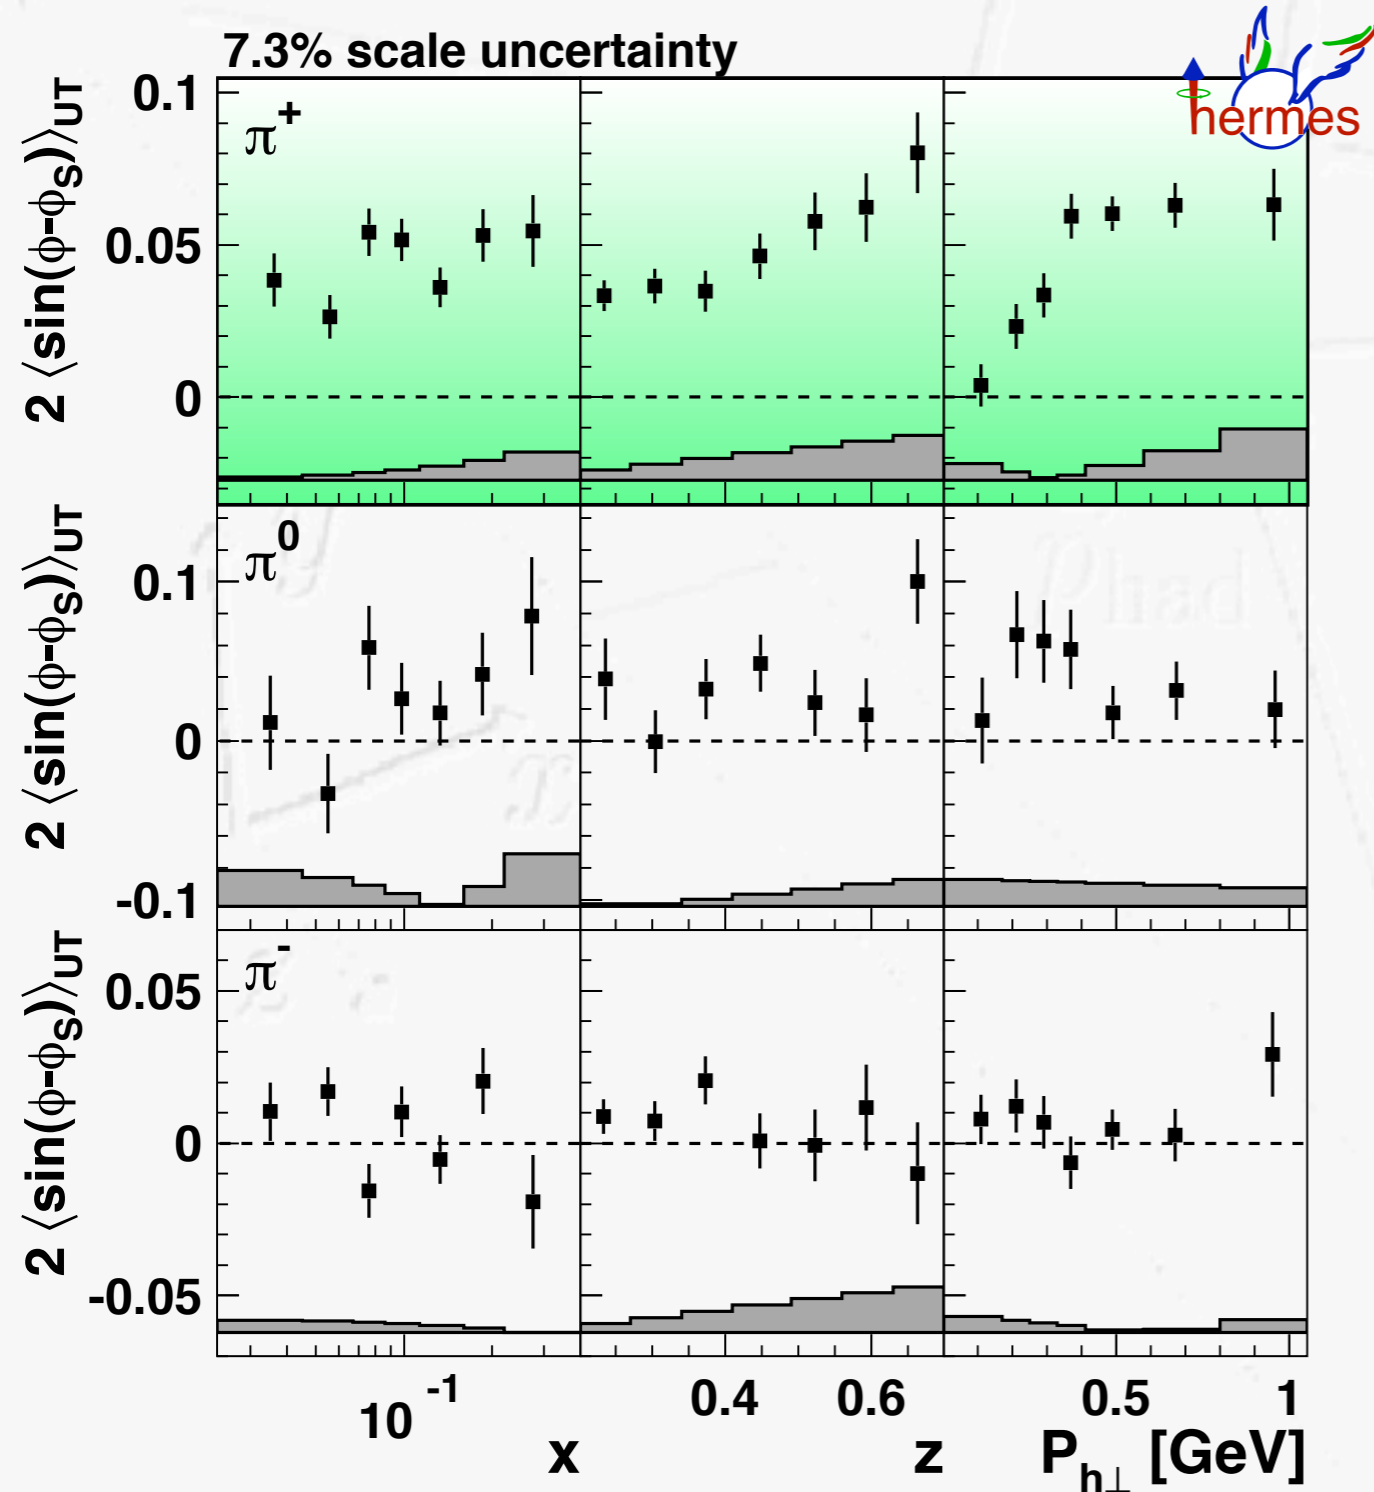 7.3% scale uncertainty
hermes
2 ⟨sin(ϕ-ϕS)⟩UT
π+
0.1
0.05
0
2 ⟨sin(ϕ-ϕS)⟩UT
π0
0.1
0
-0.1
2 ⟨sin(ϕ-ϕS)⟩UT
π-
0.05
0
-0.05
10-1
0.4
0.6
0.5
1
x
z
Ph⊥ [GeV]